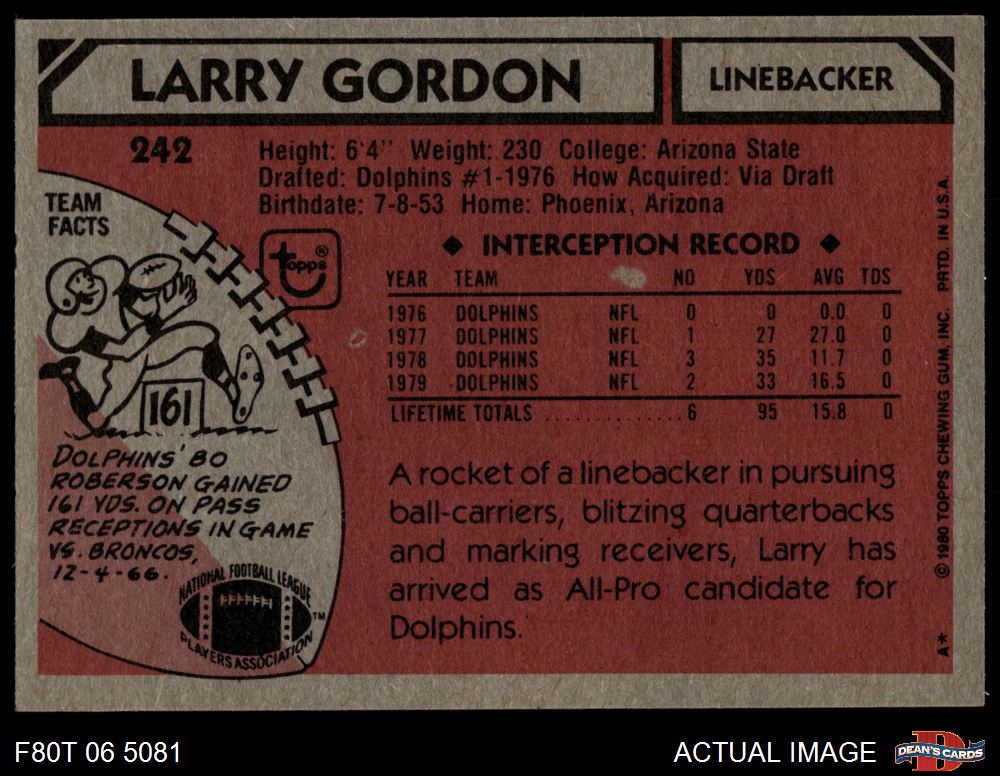 LARRY GORDON
LINEBACKER
242
Height: 6'4" Weight: 230 College: Arizona State
Drafted: Dolphins #1-1976 How Acquired: Via Draft
Birthdate: 7-8-53 Home: Phoenix, Arizona
TEAM
FACTS
topps®
161
DOLPHINS' BO
ROBERSON GAINED
161 YDS. ON PASS
RECEPTIONS IN GAME
VS. BRONCOS,
12-4-66.
NATIONAL FOOTBALL LEAGUE
PLAYERS ASSOCIATION
TM
◆ INTERCEPTION RECORD ◆
YEAR TEAM NO YDS AVG TDS
1976 DOLPHINS NFL 0 0 0.0 0
1977 DOLPHINS NFL 1 27 27.0 0
1978 DOLPHINS NFL 3 35 11.7 0
1979 DOLPHINS NFL 2 33 16.5 0
LIFETIME TOTALS ............ 6 95 15.8 0
A rocket of a linebacker in pursuing
ball-carriers, blitzing quarterbacks
and marking receivers, Larry has
arrived as All-Pro candidate for
Dolphins.
A* © 1980 TOPPS CHEWING GUM, INC. PRTD. IN U.S.A.
F80T 06 5081
ACTUAL IMAGE
DEAN'S CARDS